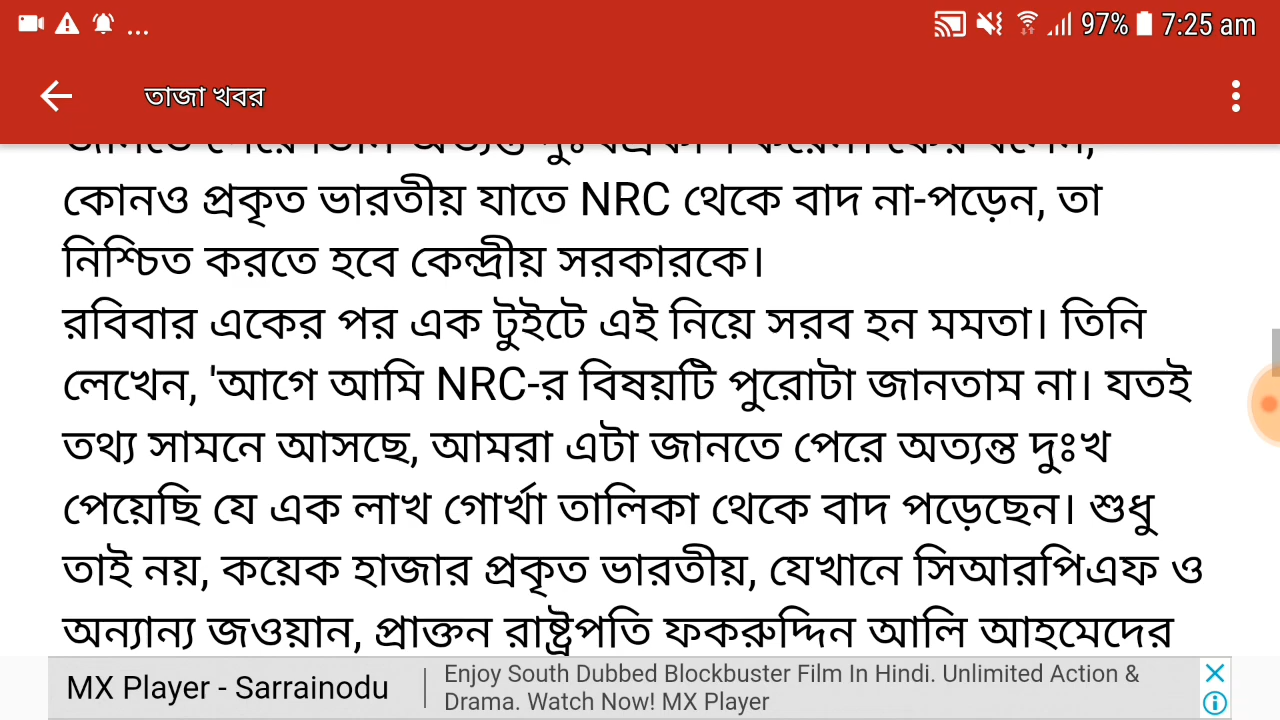 ... 97% 7:25 am
তাজা খবর
কোনও প্রকৃত ভারতীয় যাতে NRC থেকে বাদ না-পড়েন, তা
নিশ্চিত করতে হবে কেন্দ্রীয় সরকারকে।
রবিবার একের পর এক টুইটে এই নিয়ে সরব হন মমতা। তিনি
লেখেন, 'আগে আমি NRC-র বিষয়টি পুরোটা জানতাম না। যতই
তথ্য সামনে আসছে, আমরা এটা জানতে পেরে অত্যন্ত দুঃখ
পেয়েছি যে এক লাখ গোর্খা তালিকা থেকে বাদ পড়েছেন। শুধু
তাই নয়, কয়েক হাজার প্রকৃত ভারতীয়, যেখানে সিআরপিএফ ও
অন্যান্য জওয়ান, প্রাক্তন রাষ্ট্রপতি ফকরুদ্দিন আলি আহমেদের
MX Player - Sarrainodu
Enjoy South Dubbed Blockbuster Film In Hindi. Unlimited Action &
Drama. Watch Now! MX Player